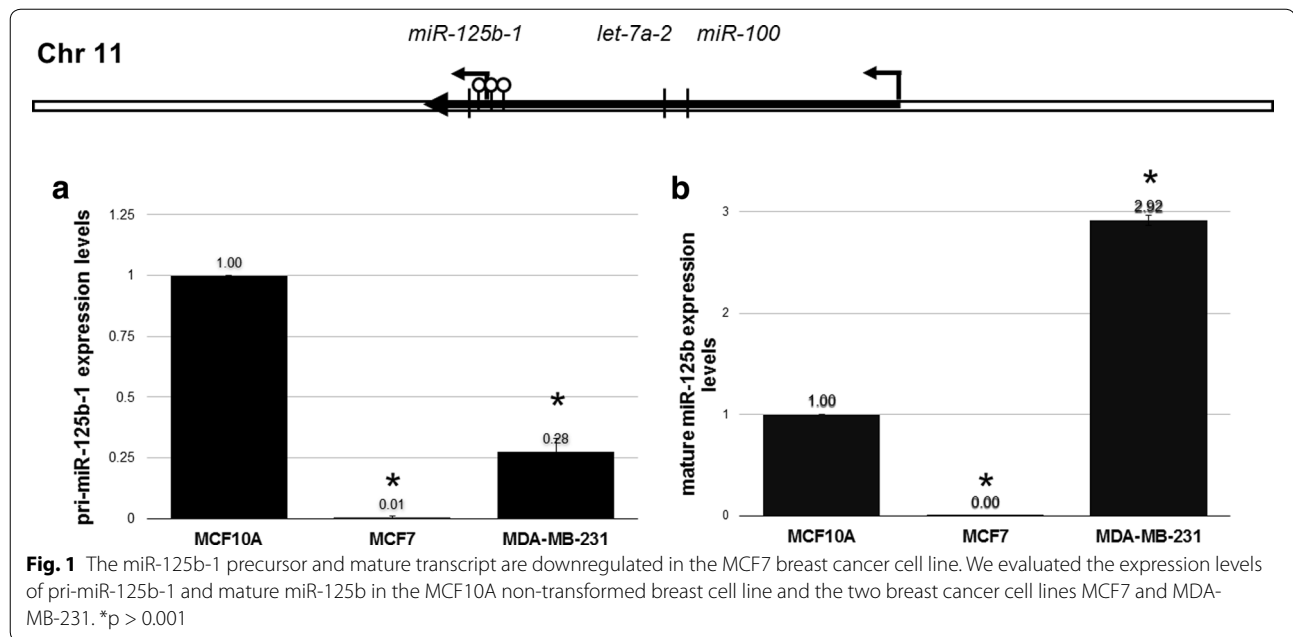 miR-125b-1 let-7a-2 miR-100
Chr 11
a
pri-miR-125b-1 expression levels
1.25
1
0.75
0.5
0.25
0
1.00
*
0.01
*
0.28
MCF10A MCF7 MDA-MB-231
b
mature miR-125b expression
levels
3
2
1
0
1.00
*
0.00
*
2.92
MCF10A MCF7 MDA-MB-231
Fig. 1 The miR-125b-1 precursor and mature transcript are downregulated in the MCF7 breast cancer cell line. We evaluated the expression levels
of pri-miR-125b-1 and mature miR-125b in the MCF10A non-transformed breast cell line and the two breast cancer cell lines MCF7 and MDA-
MB-231. *p > 0.001